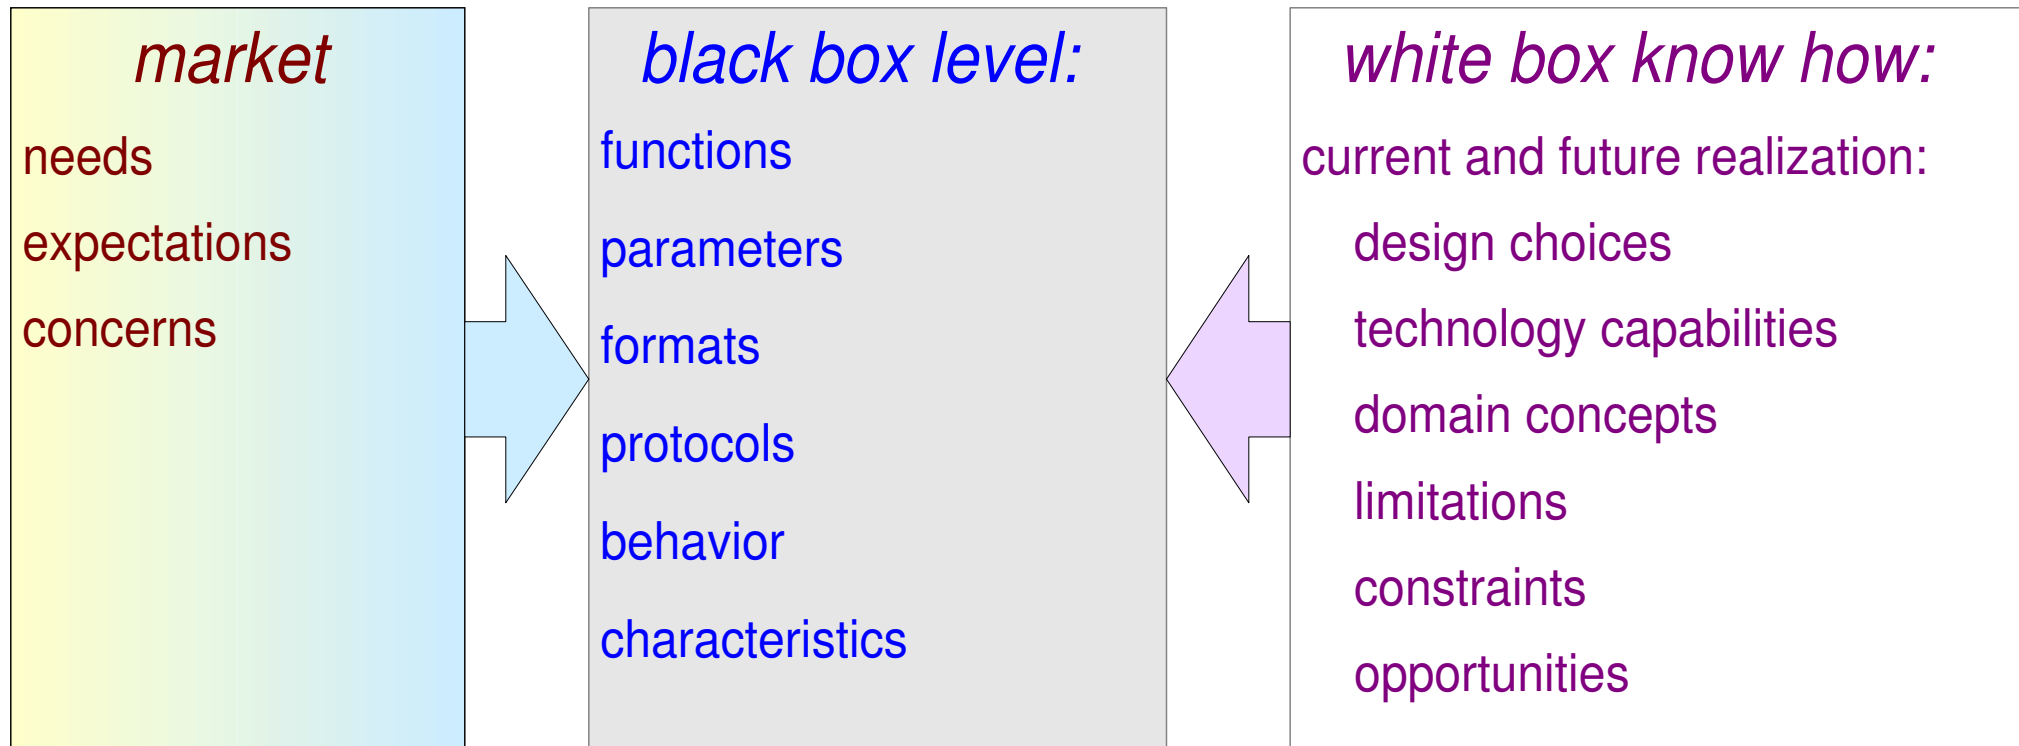 market
needs
expectations
concerns
black box level:
functions
parameters
formats
protocols
behavior
characteristics
white box know how:
current and future realization:
design choices
technology capabilities
domain concepts
limitations
constraints
opportunities